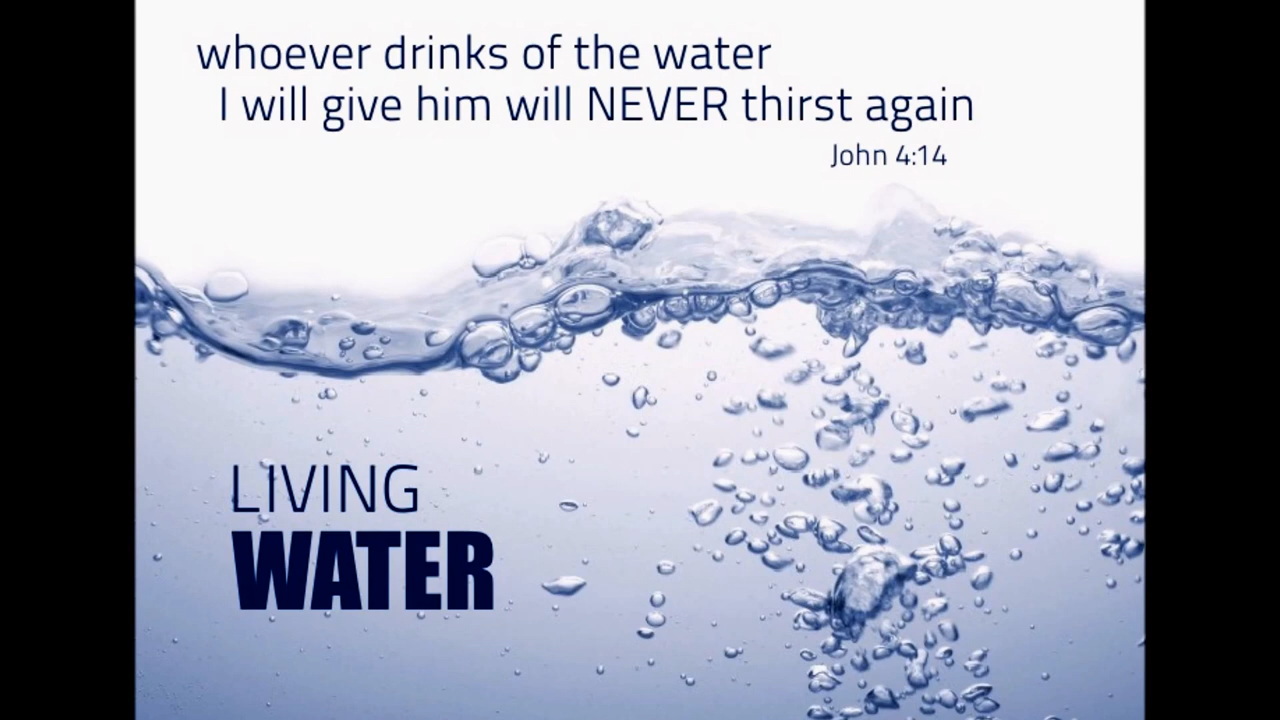 whoever drinks of the water
I will give him will NEVER thirst again
John 4:14
LIVING
WATER